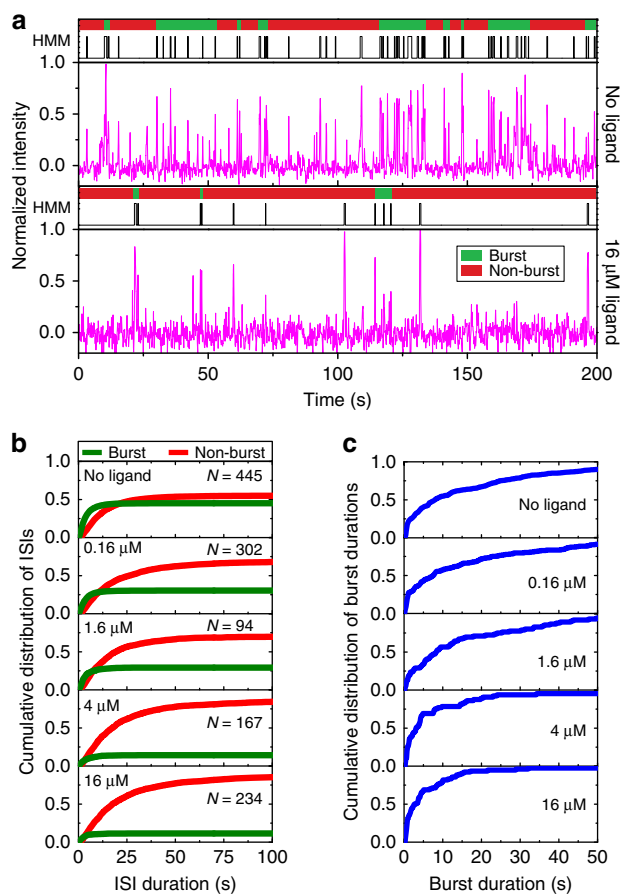 a
HMM
1.0
0.5
0.0
No ligand
HMM
1.0
0.5
0.0
Burst
Non-burst
16 μM ligand
Normalized intensity
0 50 100 150 200
Time (s)
b
Burst Non-burst
1.0
0.5
0.0
No ligand
N = 445
0.5
0.0
0.16 μM
N = 302
0.5
0.0
1.6 μM
N = 94
0.5
0.0
4 μM
N = 167
0.5
0.0
16 μM
N = 234
Cumulative distribution of ISIs
0 25 50 75 100
ISI duration (s)
c
1.0
0.5
0.0
No ligand
0.5
0.0
0.16 μM
0.5
0.0
1.6 μM
0.5
0.0
4 μM
0.5
0.0
16 μM
Cumulative distribution of burst durations
0 10 20 30 40 50
Burst duration (s)